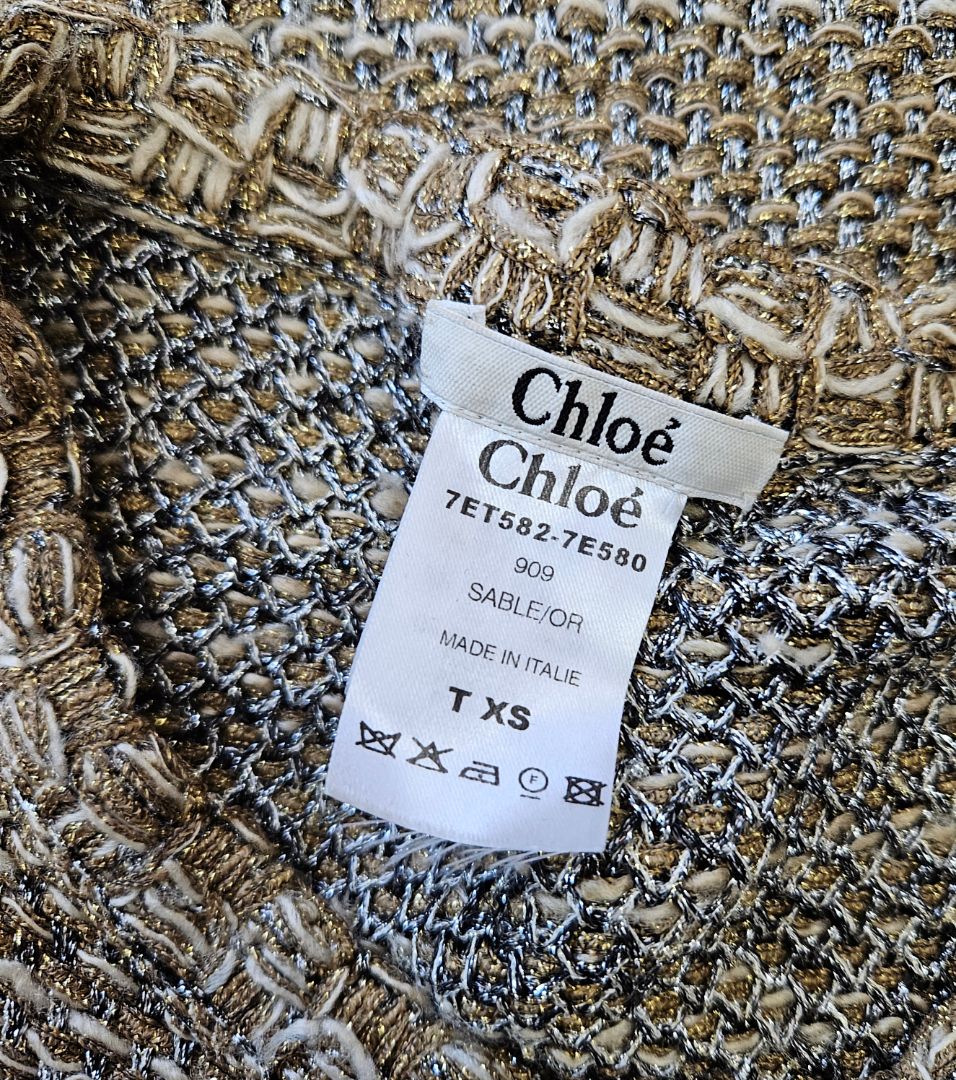 Chloé
Chloé
7ET582-7E580
909
SABLE/OR
MADE IN ITALIE
T XS
F